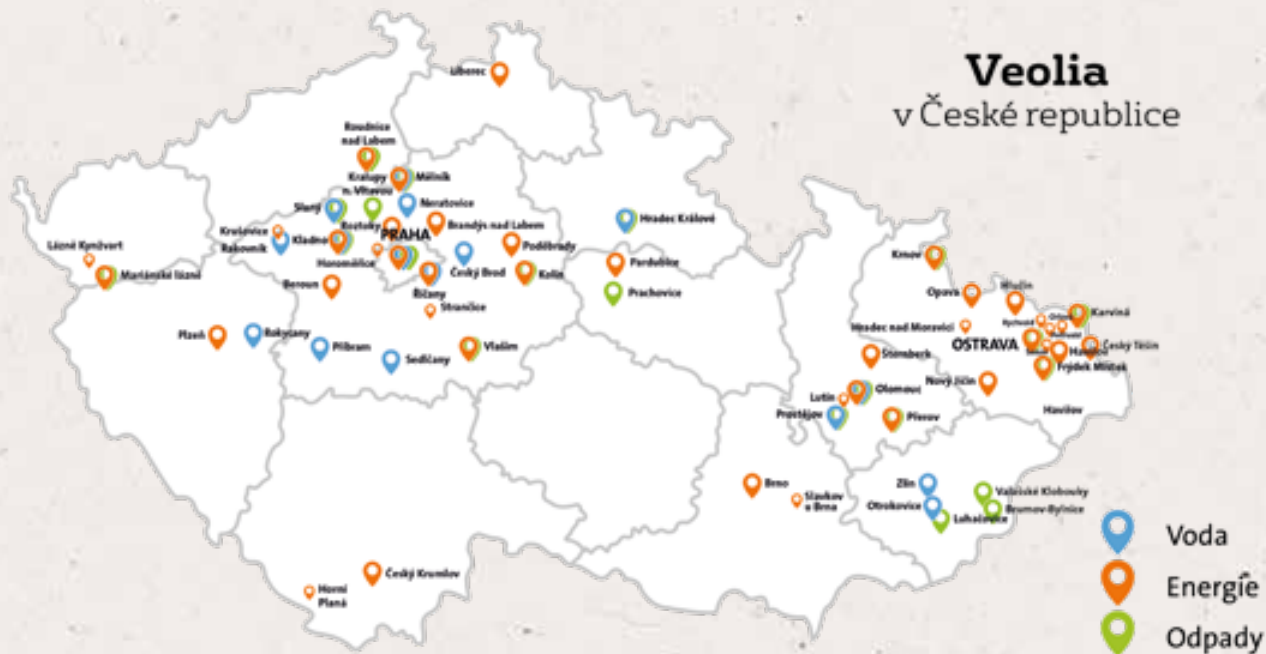 Veolia
v České republice
Liberec
Roudnice
nad Labem
Kralupy
n. Vltavou
Mělník
Slaný
Neratovice
Roztoky
Brandýs nad Labem
Hradec Králové
Krušovice
Rakovník
Kladno
PRAHA
Poděbrady
Lázně Kynžvart
Horoměřice
Český Brod
Kolín
Pardubice
Krnov
Mariánské lázně
Beroun
Říčany
Prachovice
Opava
Hlučín
Strančice
Hradec nad Moravicí
Karviná
Plzeň
Rokycany
Příbram
Vlašim
OSTRAVA
Český Těšín
Sedlčany
Šternberk
Frýdek Místek
Nový Jičín
Lutín
Olomouc
Prostějov
Přerov
Havířov
Brno
Slavkov
u Brna
Zlín
Otrokovice
Valašské Klobouky
Brumov-Bylnice
Luhačovice
Český Krumlov
Horní
Planá
Voda
Energie
Odpady